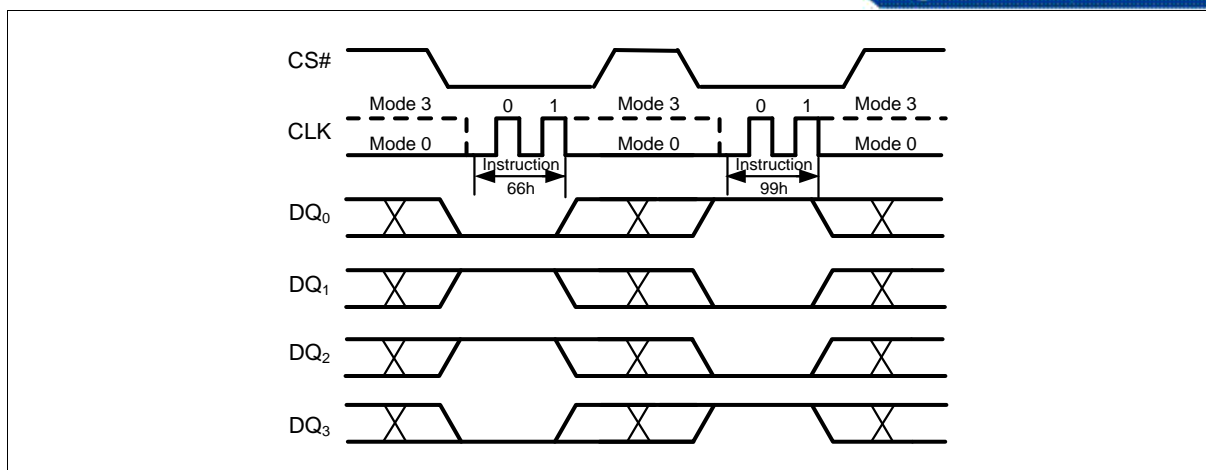 CS#
Mode 3 0 1 Mode 3 0 1 Mode 3
CLK
Mode 0 Mode 0 Mode 0
Instruction Instruction
66h 99h
DQ₀
DQ₁
DQ₂
DQ₃